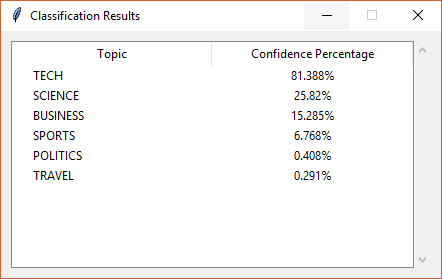 Classification Results
Topic Confidence Percentage
TECH 81.388%
SCIENCE 25.82%
BUSINESS 15.285%
SPORTS 6.768%
POLITICS 0.408%
TRAVEL 0.291%